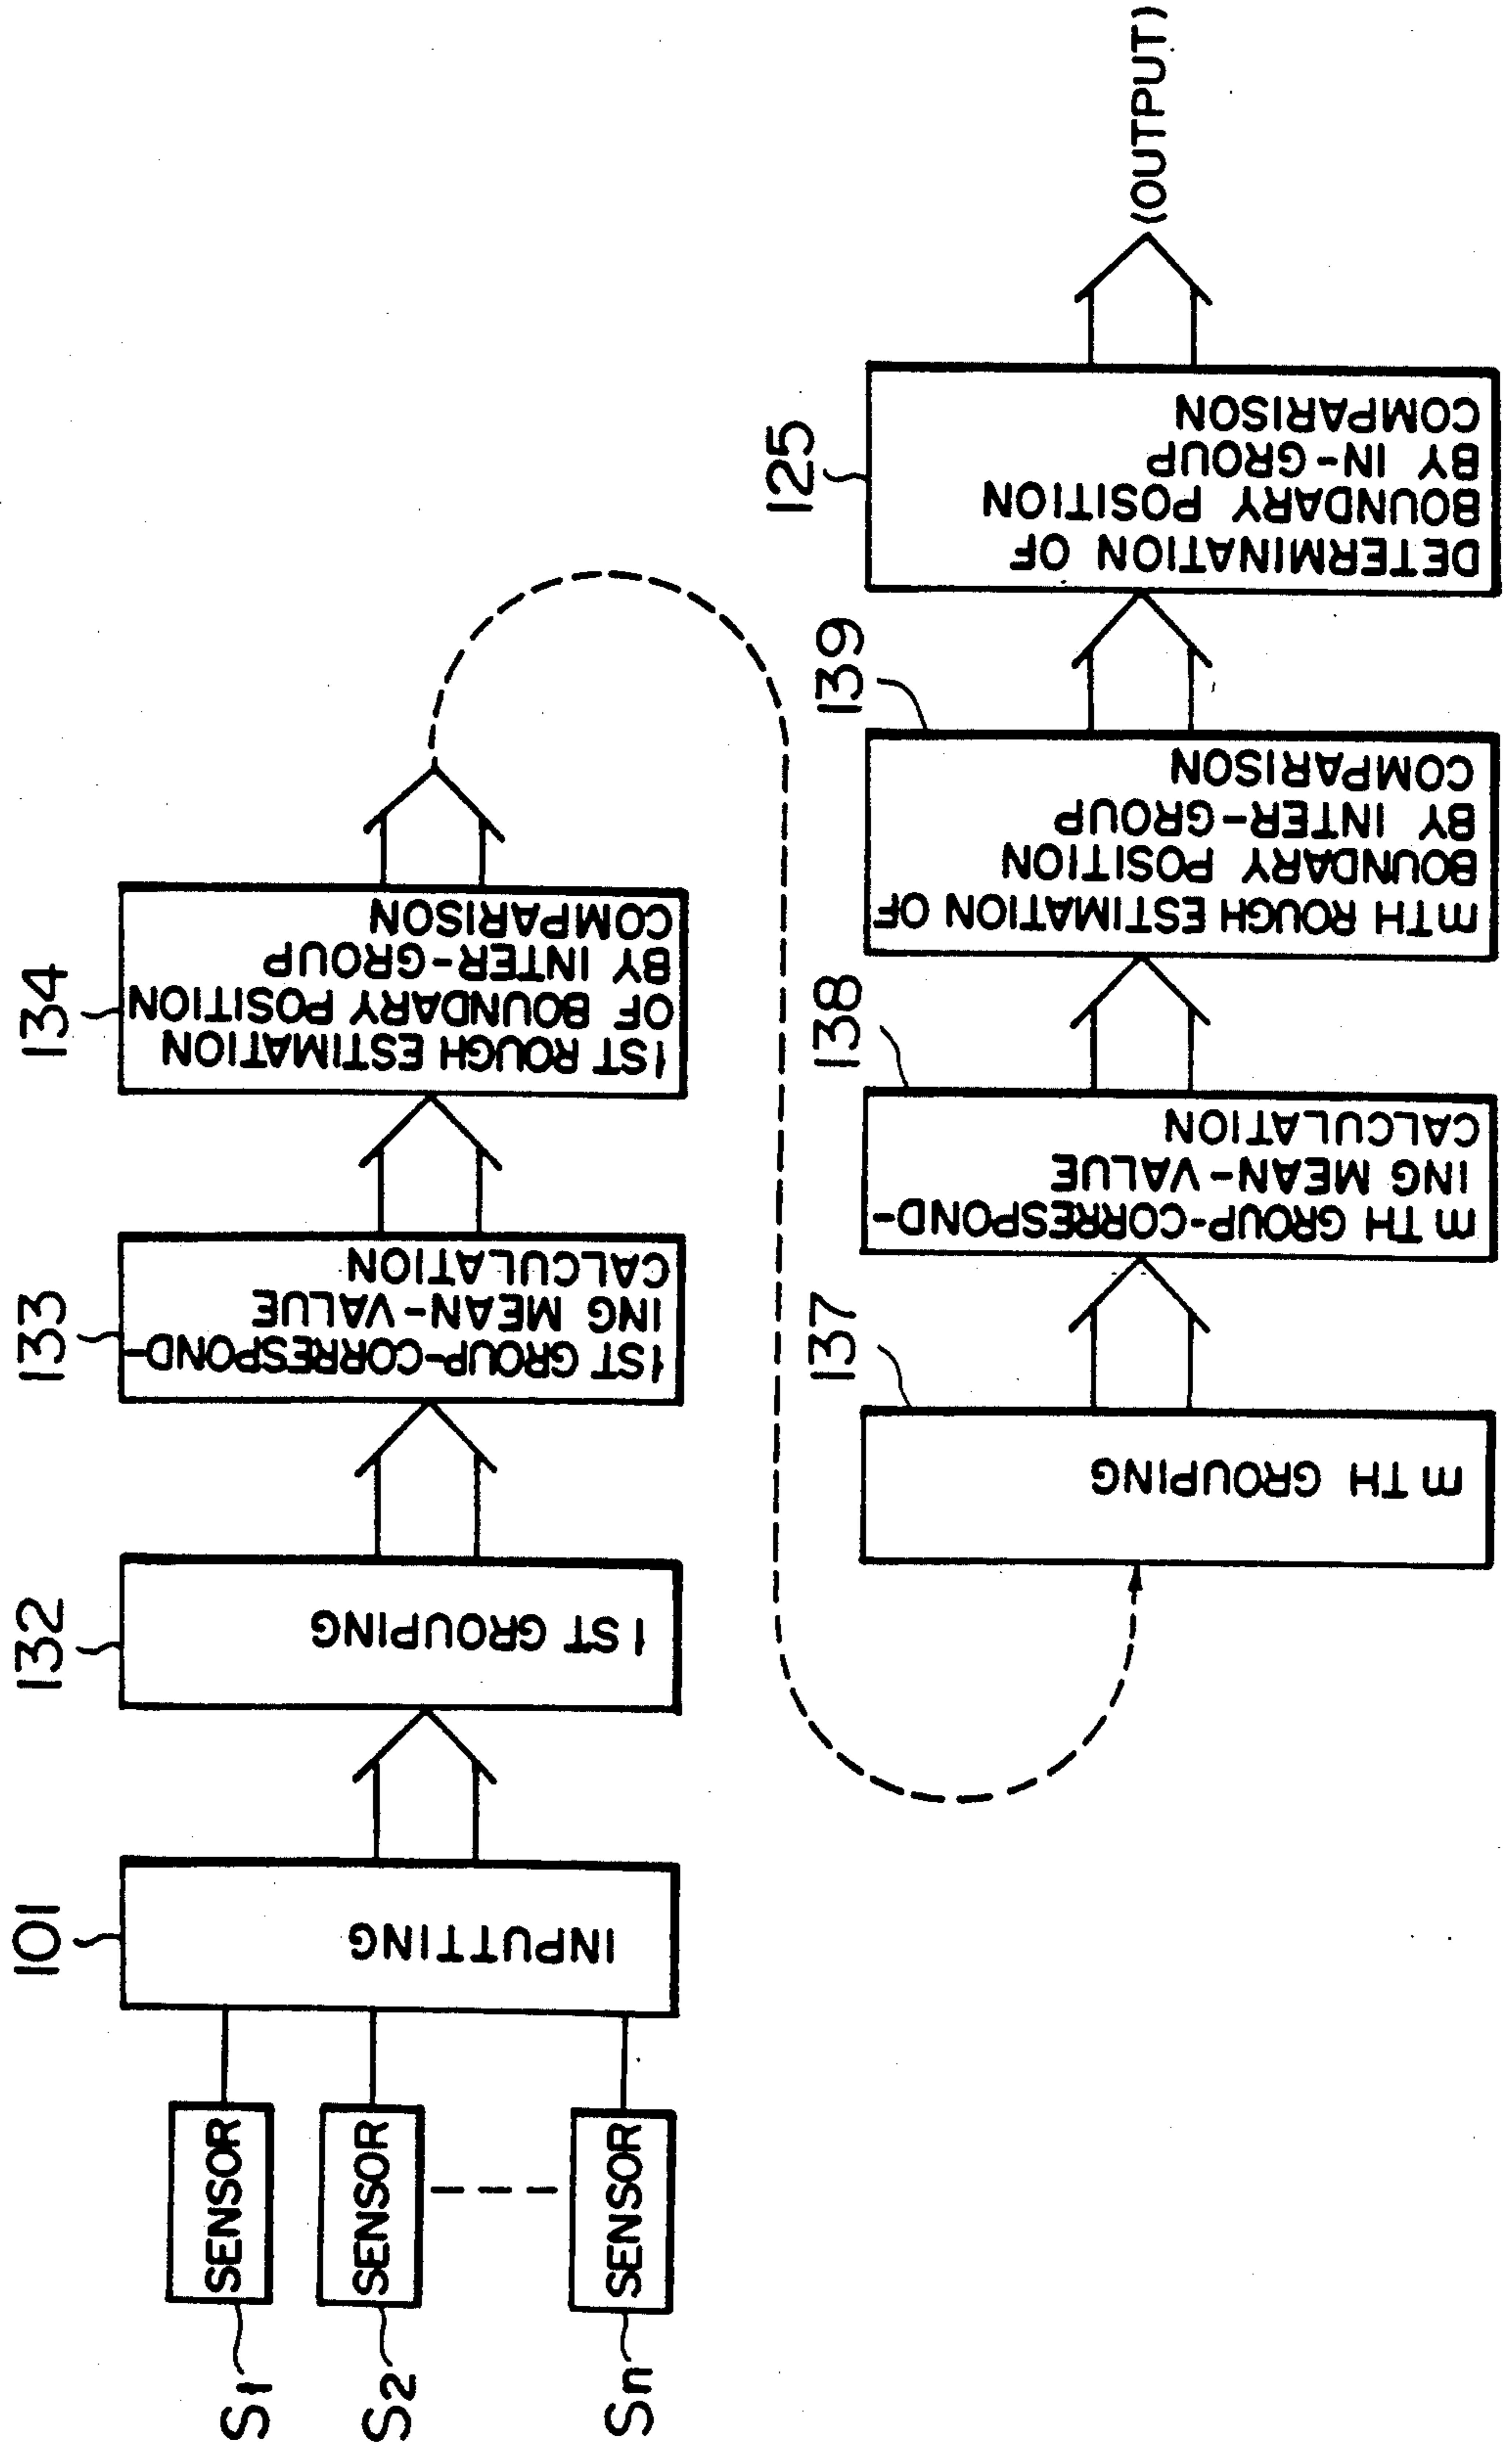 101
132
133
134
S1
SENSOR
S2
SENSOR
Sn
SENSOR
INPUTTING
1ST GROUPING
1ST GROUP-CORRESPOND-
ING MEAN-VALUE
CALCULATION
1ST ROUGH ESTIMATION
OF BOUNDARY POSITION
BY INTER-GROUP
COMPARISON
137
138
139
125
m TH GROUPING
m TH GROUP-CORRESPOND-
ING MEAN-VALUE
CALCULATION
mTH ROUGH ESTIMATION OF
BOUNDARY POSITION
BY INTER-GROUP
COMPARISON
DETERMINATION OF
BOUNDARY POSITION
BY IN-GROUP
COMPARISON
(OUTPUT)